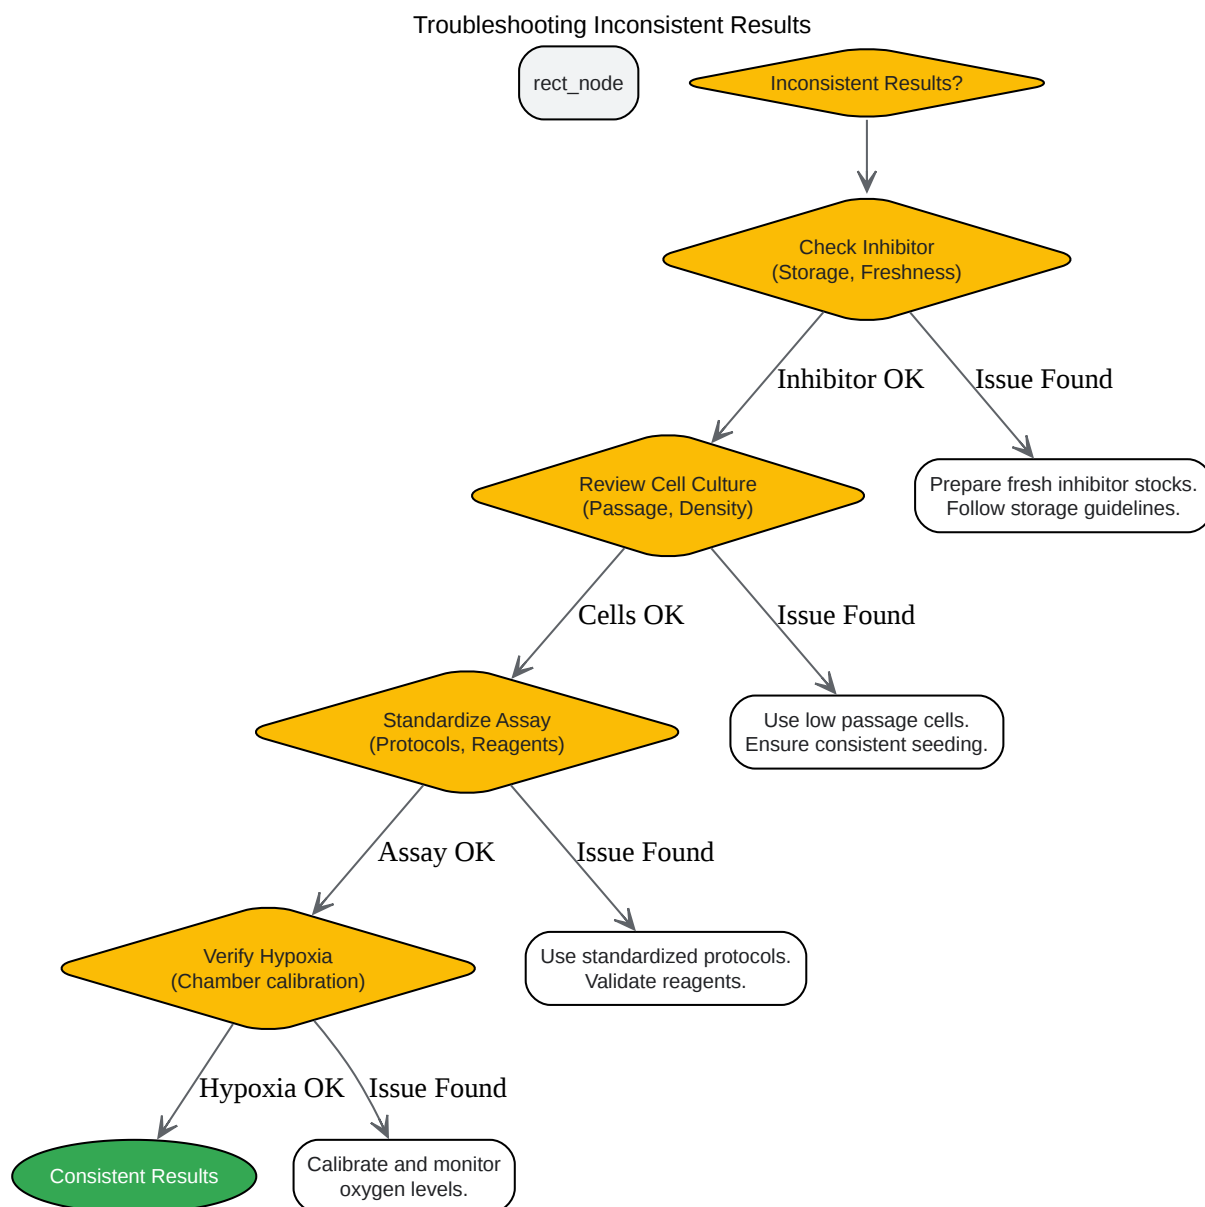 Troubleshooting Inconsistent Results
rect_node
Inconsistent Results?
Check Inhibitor
(Storage, Freshness)
Inhibitor OK
Issue Found
Review Cell Culture
(Passage, Density)
Prepare fresh inhibitor stocks.
Follow storage guidelines.
Cells OK
Issue Found
Standardize Assay
(Protocols, Reagents)
Use low passage cells.
Ensure consistent seeding.
Assay OK
Issue Found
Verify Hypoxia
(Chamber calibration)
Use standardized protocols.
Validate reagents.
Hypoxia OK
Issue Found
Consistent Results
Calibrate and monitor
oxygen levels.